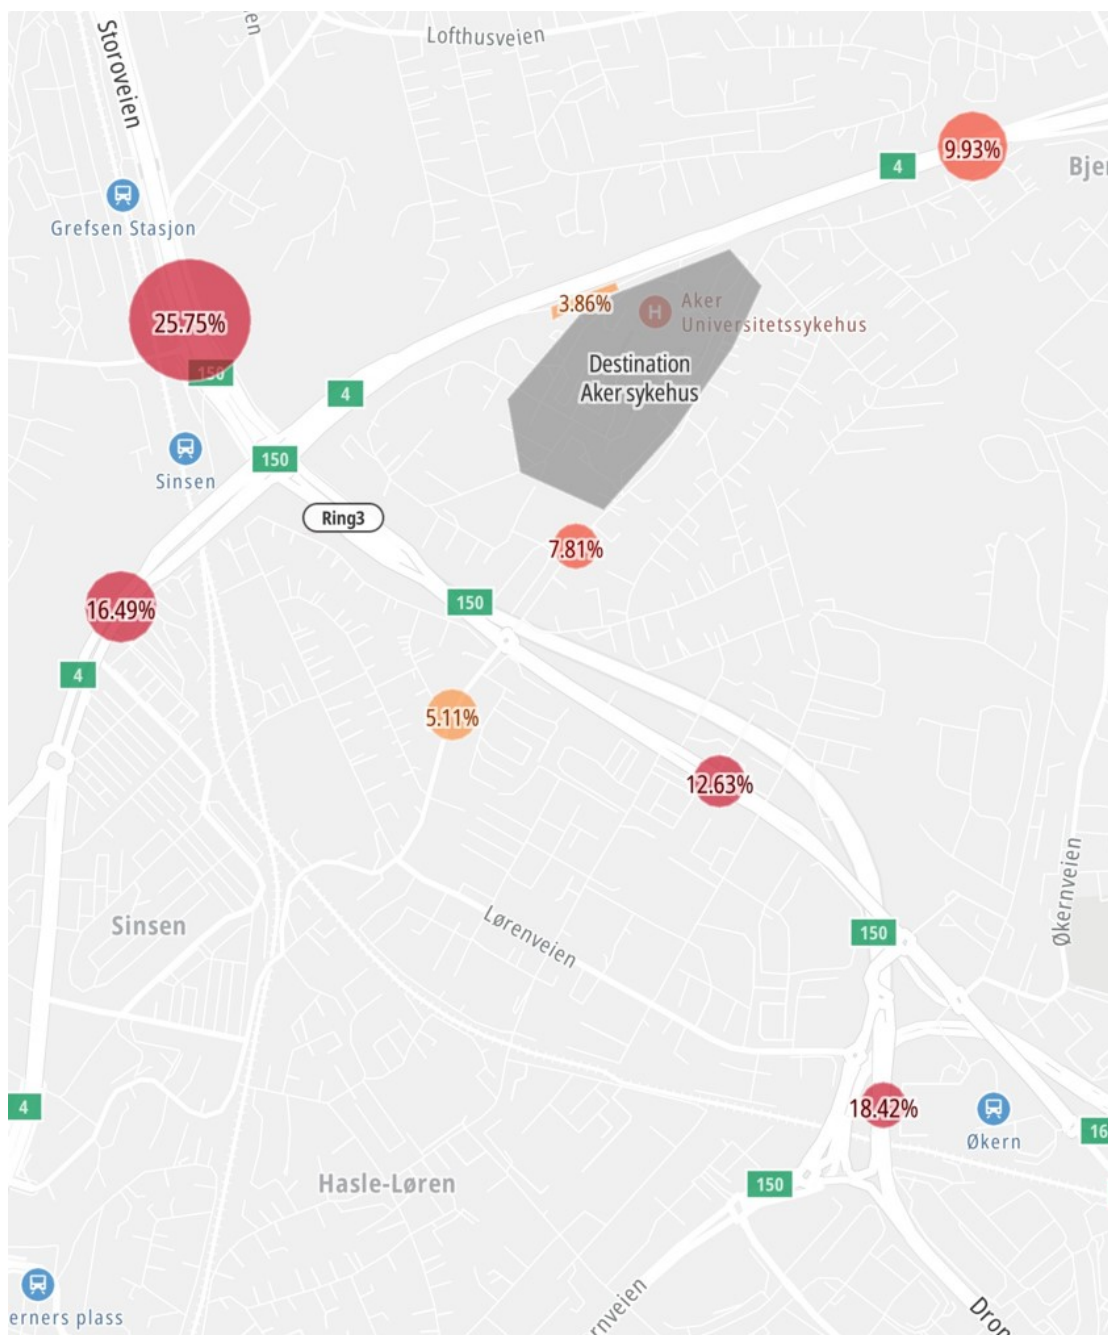 en
Storoveien
Lofthusveien
9.93%
4
Bjer
Grefsen Stasjon
3.86%
H
Aker
Universitetssykehus
25.75%
Destination
Aker sykehus
150
4
150
Sinsen
Ring3
7.81%
16.49%
150
4
5.11%
12.63%
Økernveien
Sinsen
Lørenveien
150
4
18.42%
Økern
16
Hasle-Løren
150
erners plass
rnveien
Dron